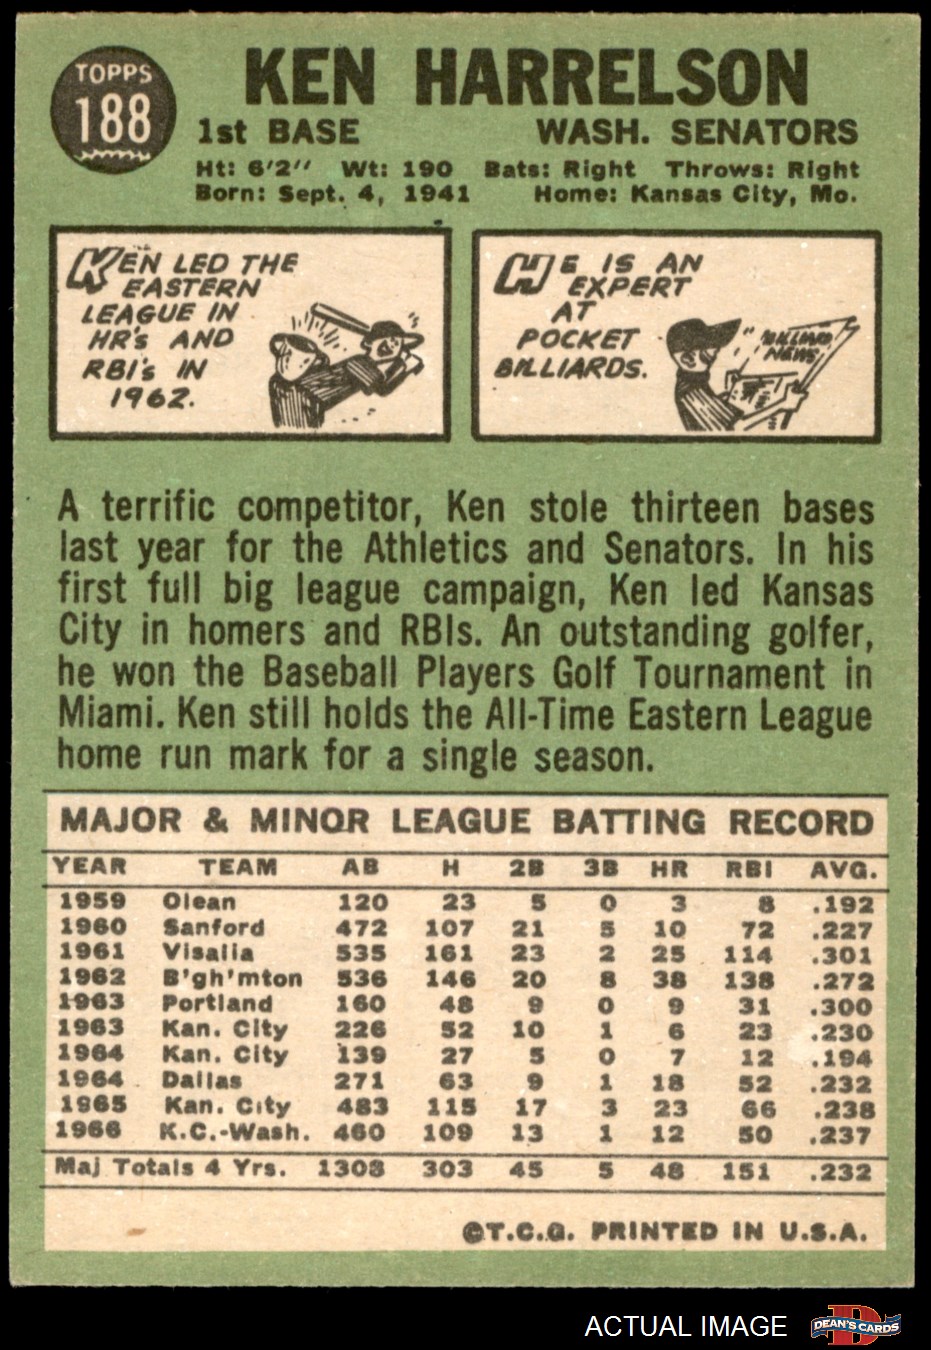 TOPPS
188
KEN HARRELSON
1st BASE WASH. SENATORS
Ht: 6'2" Wt: 190 Bats: Right Throws: Right
Born: Sept. 4, 1941 Home: Kansas City, Mo.
KEN LED THE
EASTERN
LEAGUE IN
HR's AND
RBI's IN
1962.
HE IS AN
EXPERT
AT
POCKET
BILLIARDS.
BILLIARD
NEWS
A terrific competitor, Ken stole thirteen bases
last year for the Athletics and Senators. In his
first full big league campaign, Ken led Kansas
City in homers and RBIs. An outstanding golfer,
he won the Baseball Players Golf Tournament in
Miami. Ken still holds the All-Time Eastern League
home run mark for a single season.
MAJOR & MINOR LEAGUE BATTING RECORD
YEAR TEAM AB H 2B 3B HR RBI AVG.
1959 Olean 120 23 5 0 3 8 .192
1960 Sanford 472 107 21 5 10 72 .227
1961 Visalia 535 161 23 2 25 114 .301
1962 B'gh'mton 536 146 20 8 38 138 .272
1963 Portland 160 48 9 0 9 31 .300
1963 Kan. City 226 52 10 1 6 23 .230
1964 Kan. City 139 27 5 0 7 12 .194
1964 Dallas 271 63 9 1 18 52 .232
1965 Kan. City 483 115 17 3 23 66 .238
1966 K.C.-Wash. 460 109 13 1 12 50 .237
Maj Totals 4 Yrs. 1308 303 45 5 48 151 .232
©T.C.G. PRINTED IN U.S.A.
ACTUAL IMAGE
D
DEAN'S CARDS